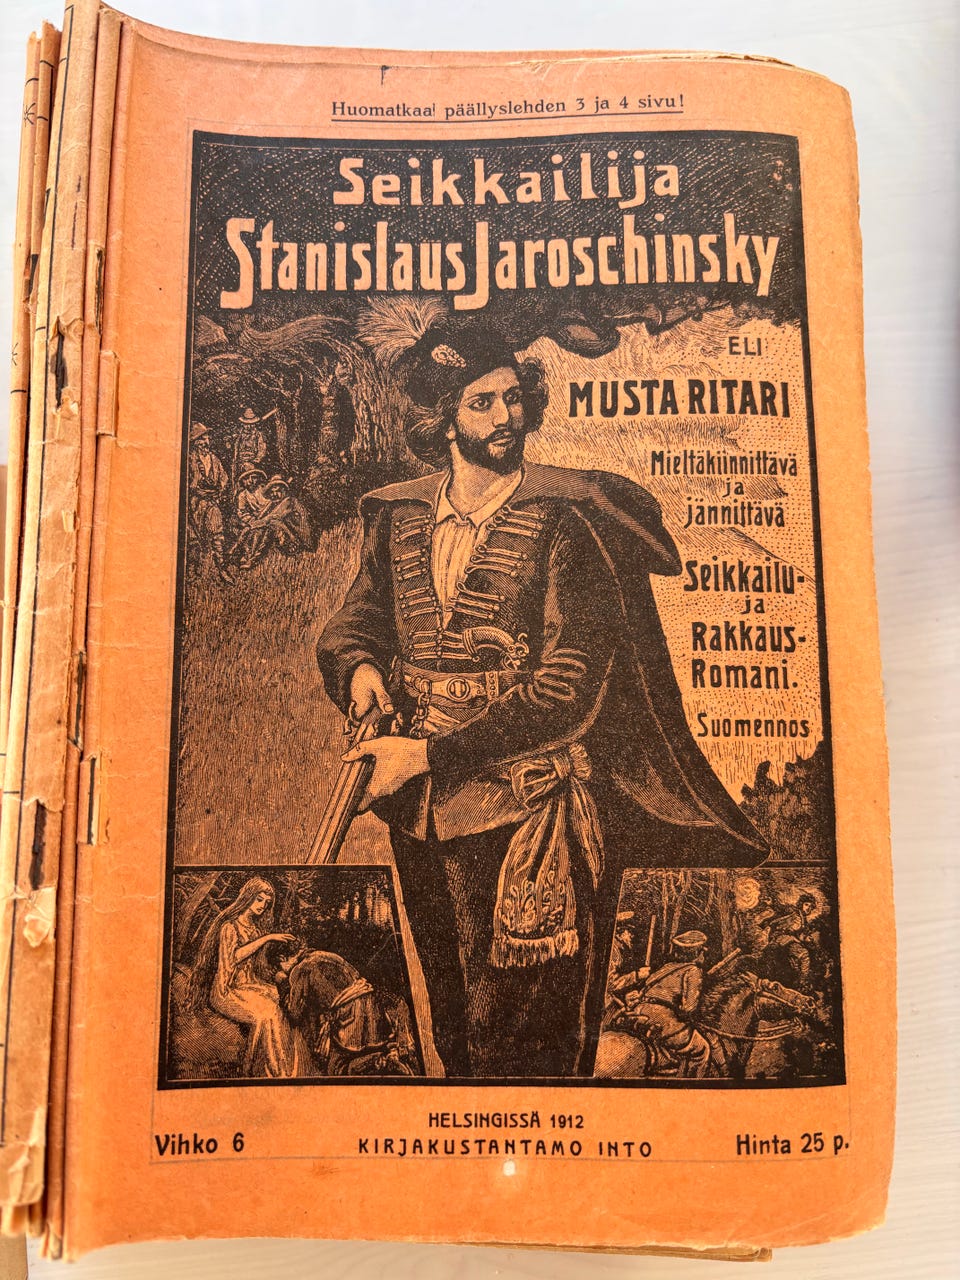 Huomatkaa! päällyslehden 3 ja 4 sivu!
Seikkailija
Stanislaus Jaroschinsky
ELI
MUSTA RITARI
Mieltäkiinnittävä
ja
jännittävä
Seikkailu-
ja
Rakkaus-
Romani.
Suomennos
HELSINGISSÄ 1912
Vihko 6
KIRJAKUSTANTAMO INTO
Hinta 25 p.